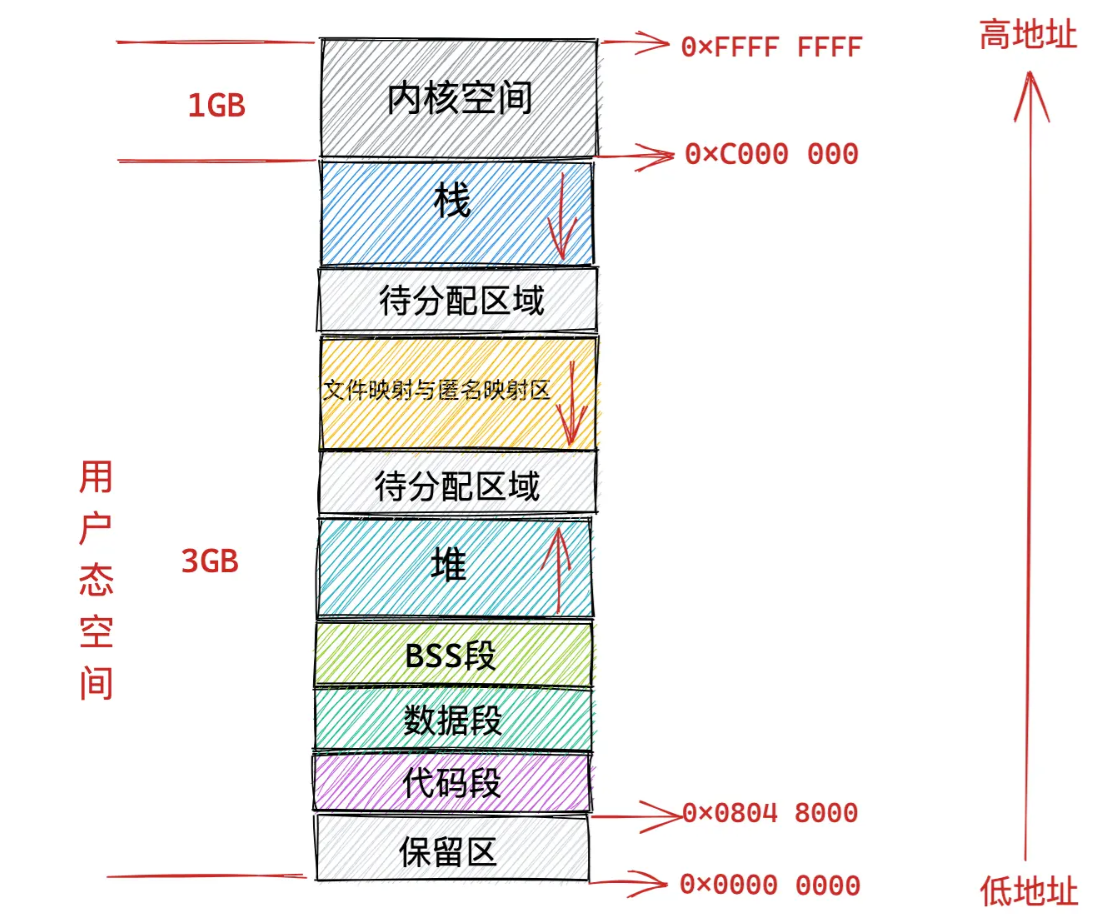 高地址
0×FFFF FFFF
内核空间
1GB
0×C000 000
栈
待分配区域
文件映射与匿名映射区
待分配区域
用户态空间
3GB
堆
BSS段
数据段
代码段
0×0804 8000
保留区
0×0000 0000
低地址